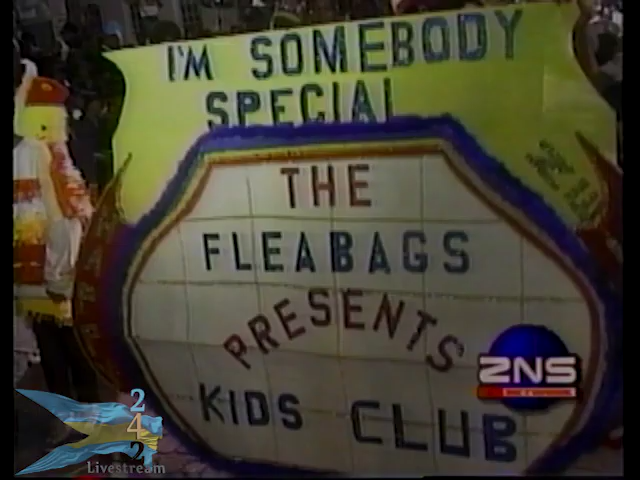 I'M SOMEBODY
SPECIAL
THE
FLEABAGS
PRESENTS
KIDS CLUB
ZNS
242
Livestream